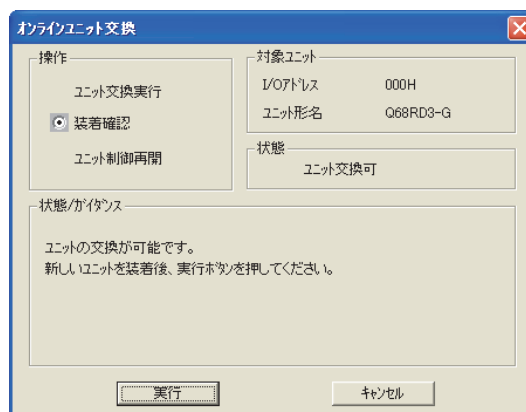 オンラインユニット交換
操作
ユニット交換実行
装着確認
ユニット制御再開
対象ユニット
I/Oアドレス 000H
ユニット形名 Q68RD3-G
状態
ユニット交換可
状態/ガイダンス
ユニットの交換が可能です。
新しいユニットを装着後、実行ボタンを押してください。
実行 キャンセル